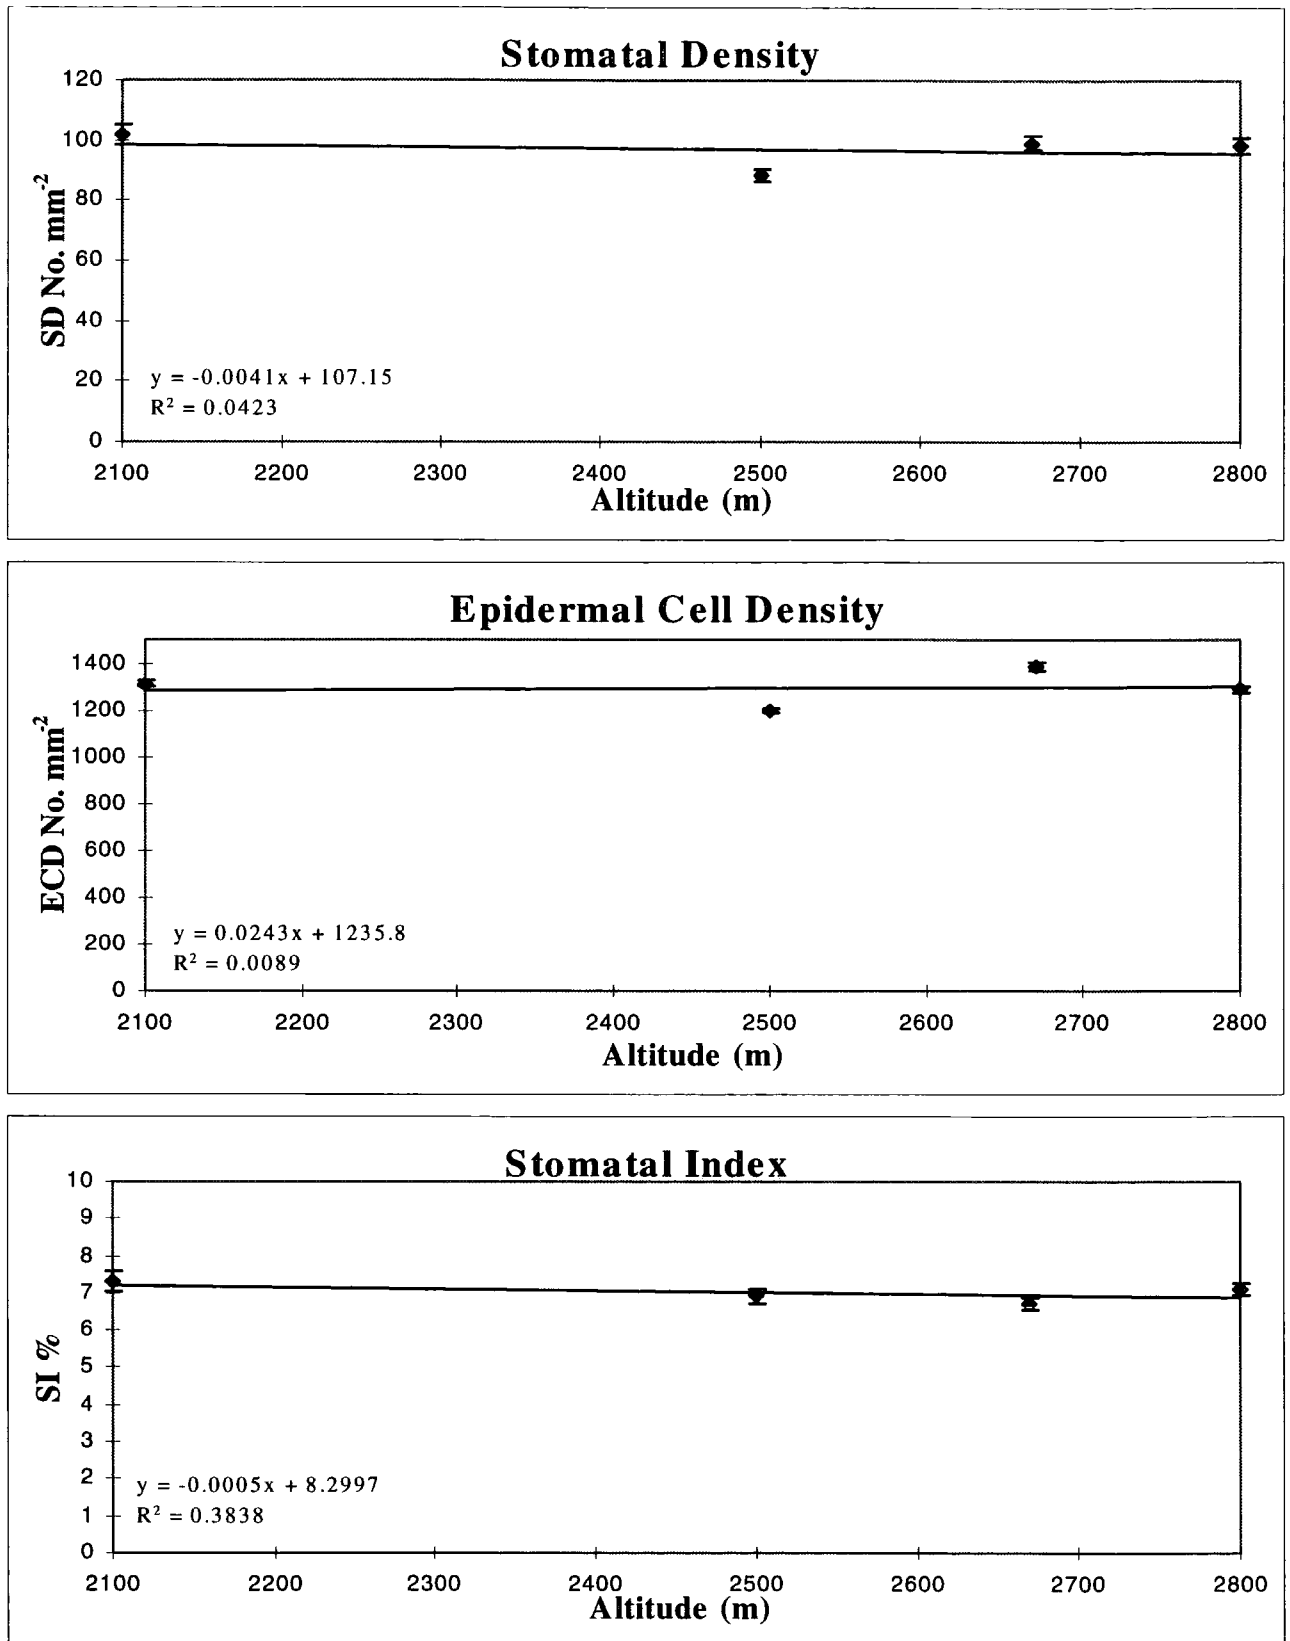 Stomatal Density
120
100
80
60
40
20
0
SD No. mm-2
y = -0.0041x + 107.15
R2 = 0.0423
2100 2200 2300 2400 2500 2600 2700 2800
Altitude (m)
Epidermal Cell Density
1400
1200
1000
800
600
400
200
0
ECD No. mm-2
y = 0.0243x + 1235.8
R2 = 0.0089
2100 2200 2300 2400 2500 2600 2700 2800
Altitude (m)
Stomatal Index
10
9
8
7
6
5
4
3
2
1
0
SI %
y = -0.0005x + 8.2997
R2 = 0.3838
2100 2200 2300 2400 2500 2600 2700 2800
Altitude (m)